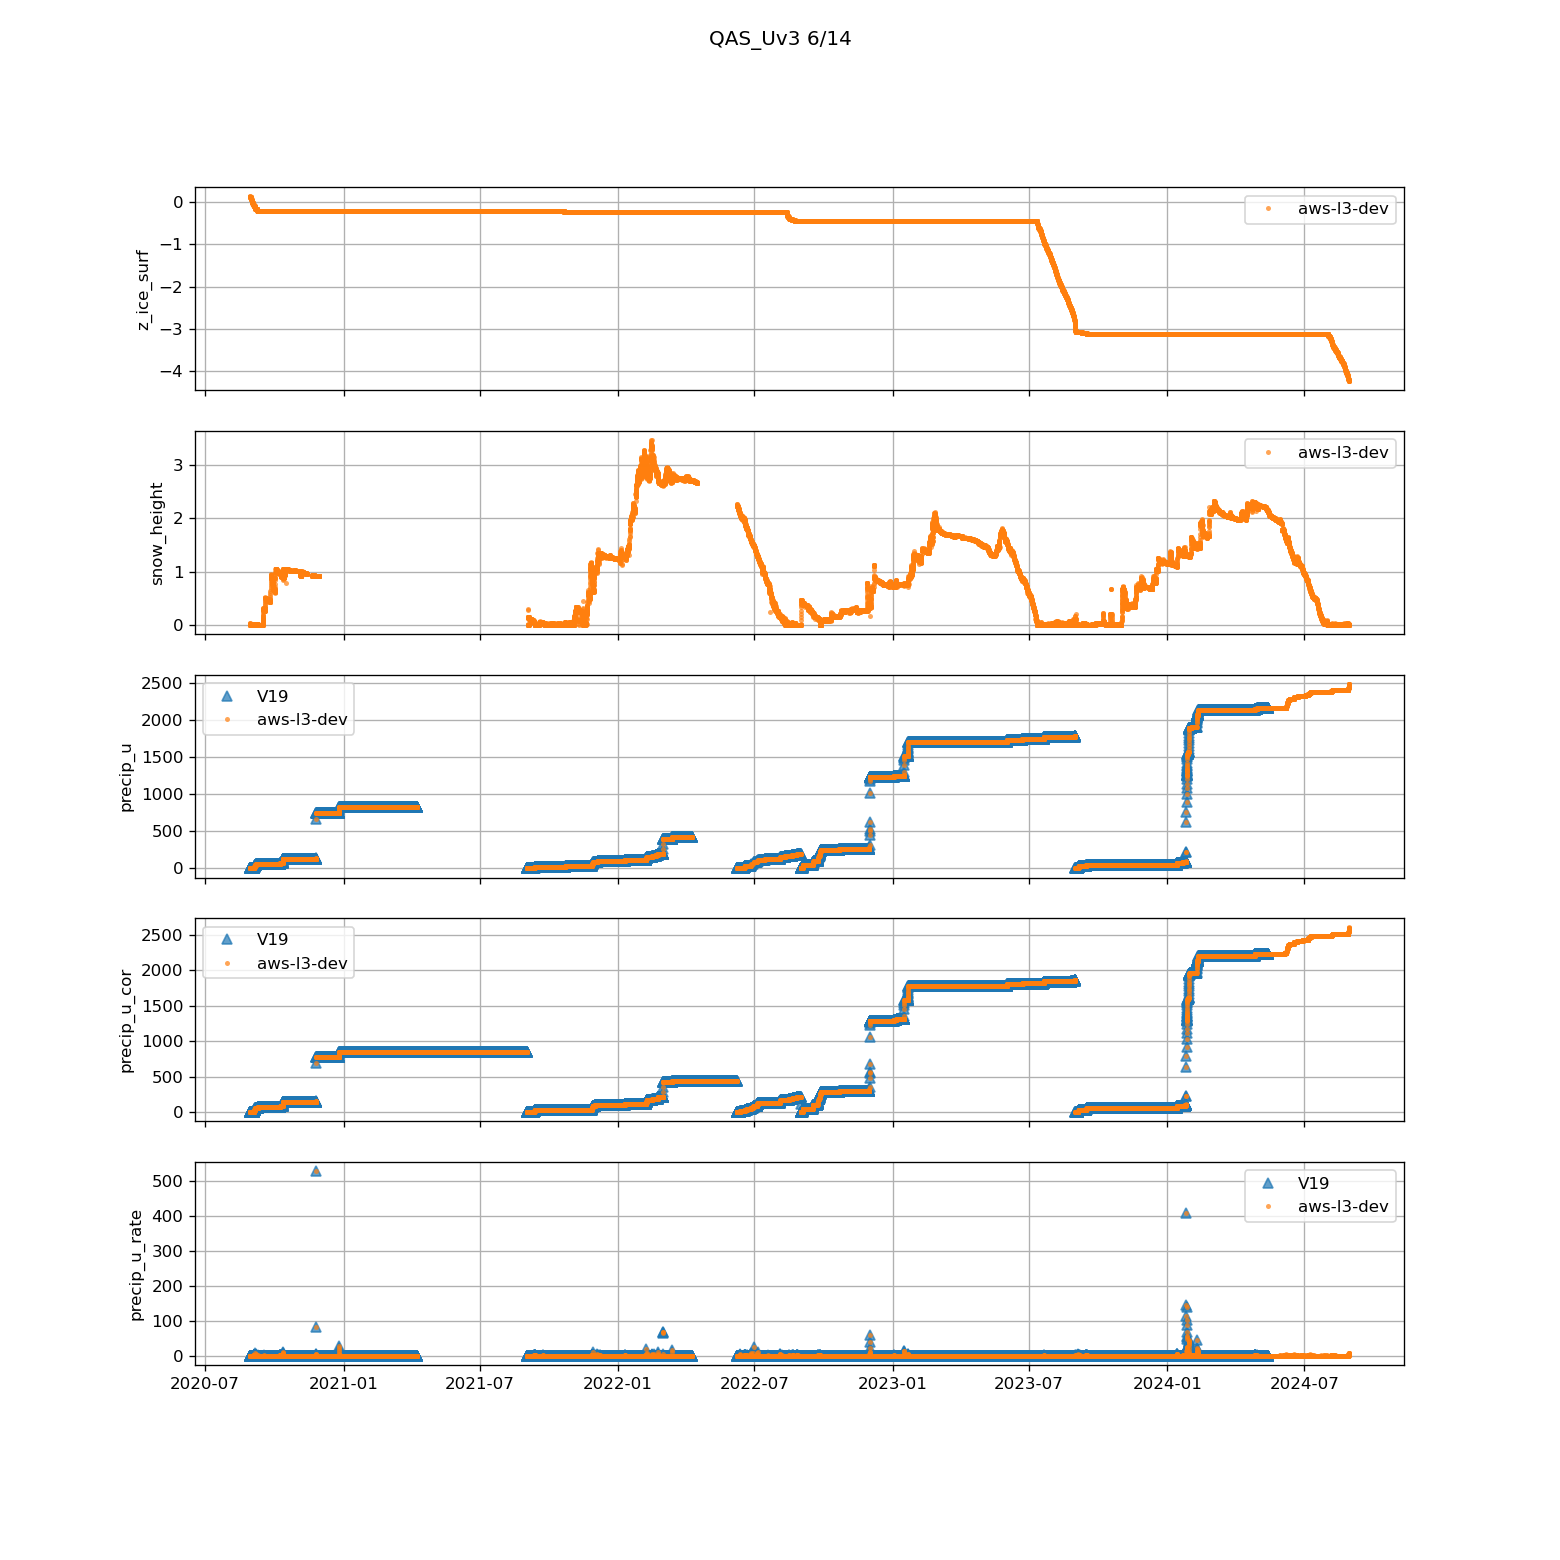 QAS_Uv3 6/14
0
−1
−2
−3
−4
z_ice_surf
aws-l3-dev
3
2
1
0
snow_height
aws-l3-dev
2500
2000
1500
1000
500
0
precip_u
V19
aws-l3-dev
2500
2000
1500
1000
500
0
precip_u_cor
V19
aws-l3-dev
500
400
300
200
100
0
precip_u_rate
V19
aws-l3-dev
2020-07 2021-01 2021-07 2022-01 2022-07 2023-01 2023-07 2024-01 2024-07